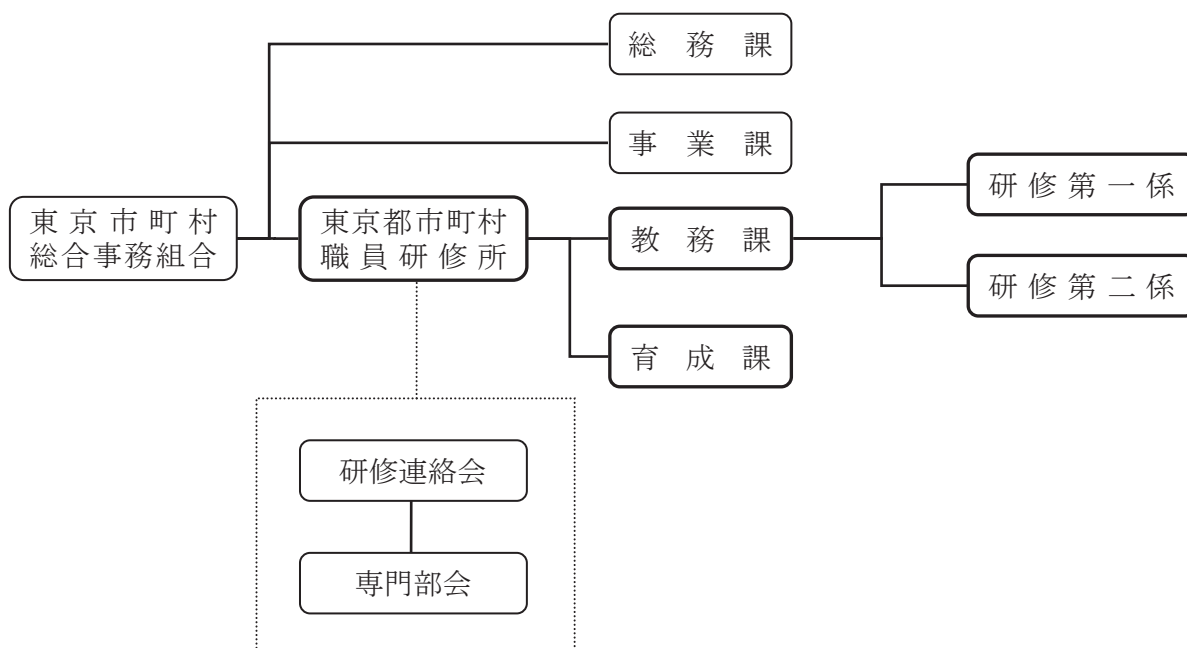 総務課
事業課
東京市町村
総合事務組合
東京都市町村
職員研修所
教務課
育成課
研修第一係
研修第二係
研修連絡会
専門部会